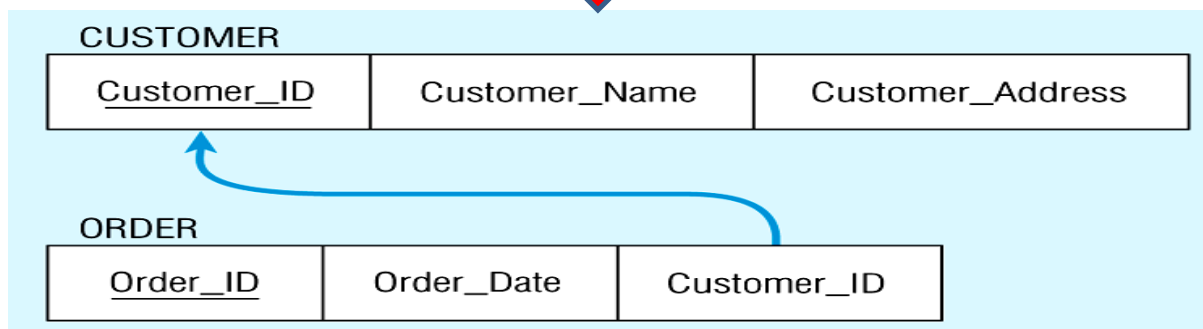 CUSTOMER
Customer_ID Customer_Name Customer_Address
ORDER
Order_ID Order_Date Customer_ID